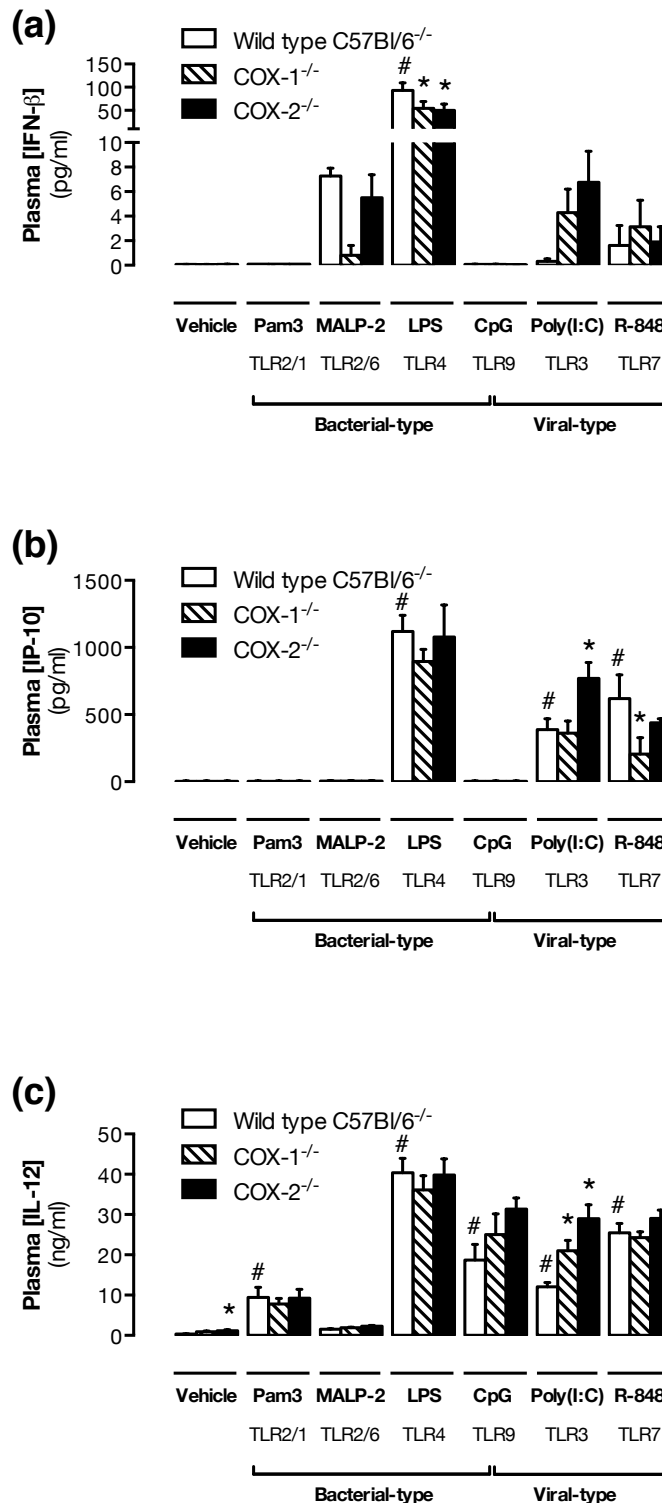 (a)
Wild type C57Bl/6-/-
COX-1-/-
COX-2-/-
Plasma [IFN-β]
(pg/ml)
150
100
50
10
8
6
4
2
0
# * *
Vehicle Pam3 MALP-2 LPS CpG Poly(I:C) R-848
TLR2/1 TLR2/6 TLR4 TLR9 TLR3 TLR7
Bacterial-type Viral-type
(b)
Wild type C57Bl/6-/-
COX-1-/-
COX-2-/-
Plasma [IP-10]
(pg/ml)
1500
1000
500
0
# # * # *
Vehicle Pam3 MALP-2 LPS CpG Poly(I:C) R-848
TLR2/1 TLR2/6 TLR4 TLR9 TLR3 TLR7
Bacterial-type Viral-type
(c)
Wild type C57Bl/6-/-
COX-1-/-
COX-2-/-
Plasma [IL-12]
(ng/ml)
50
40
30
20
10
0
* # # # # * * #
Vehicle Pam3 MALP-2 LPS CpG Poly(I:C) R-848
TLR2/1 TLR2/6 TLR4 TLR9 TLR3 TLR7
Bacterial-type Viral-type